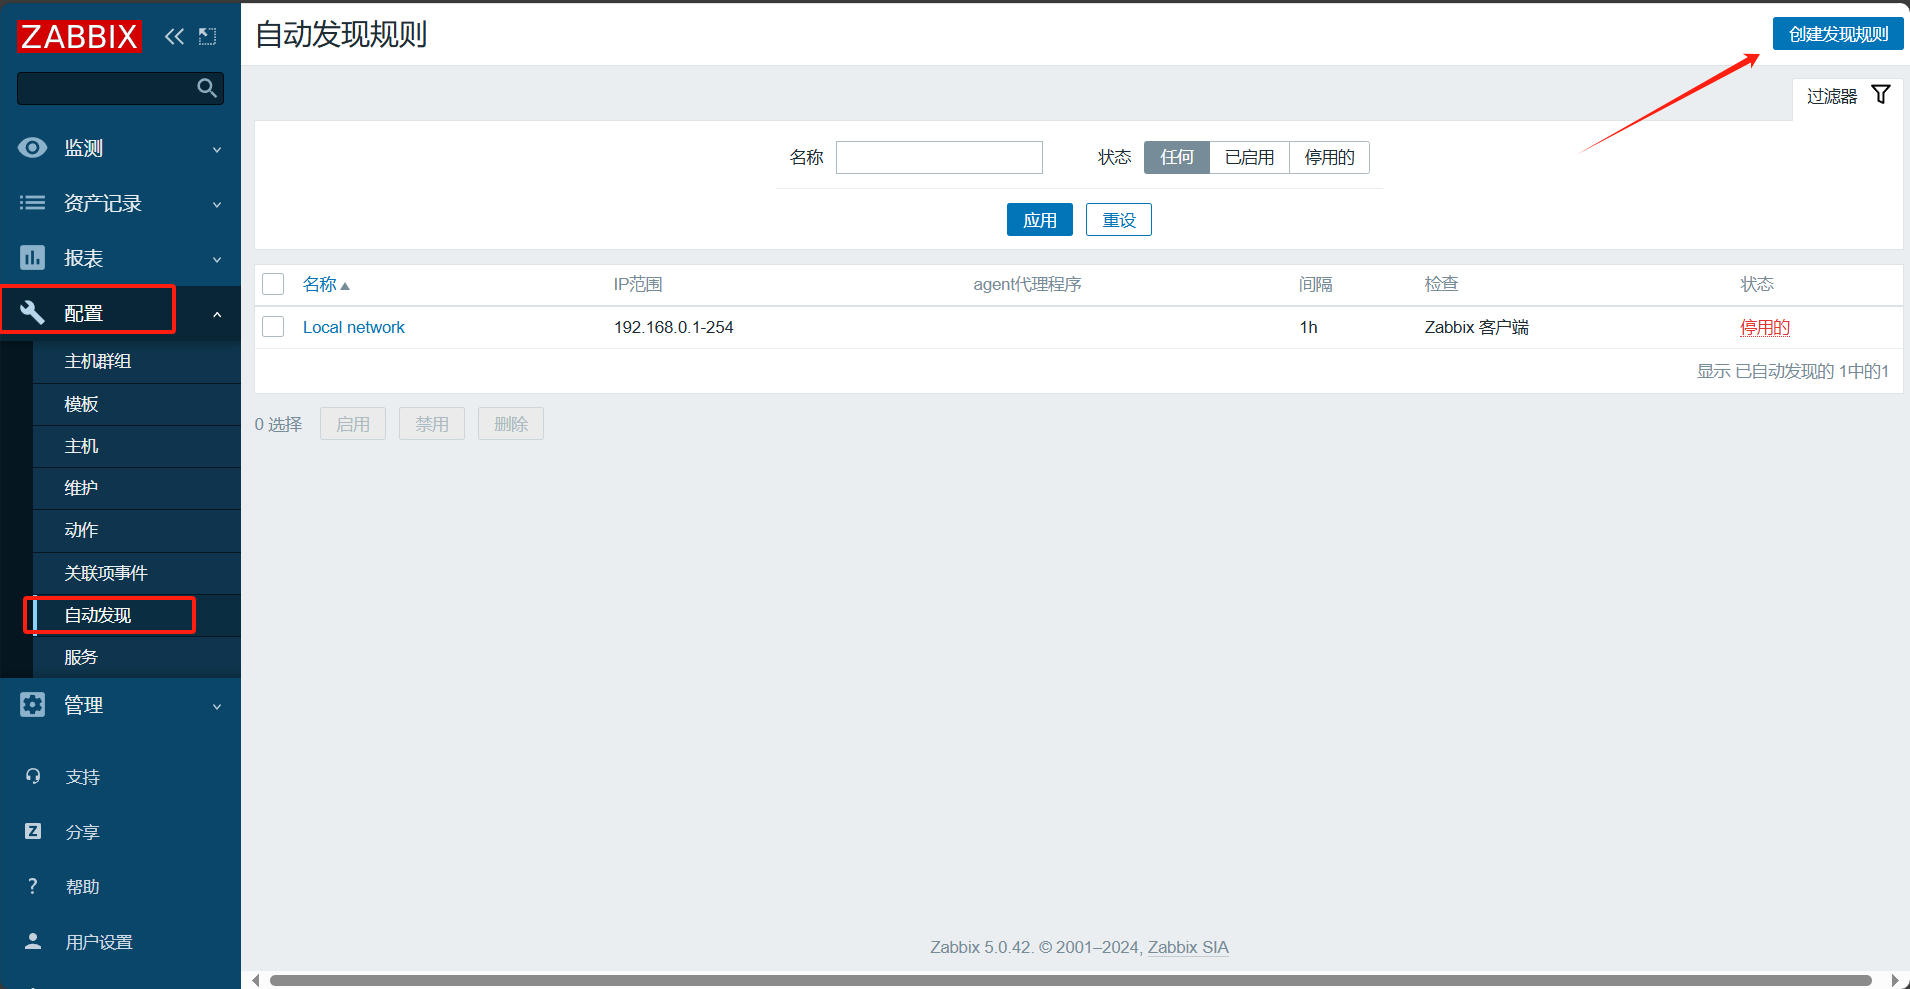 ZABBIX
自动发现规则
创建发现规则
过滤器
监测
资产记录
报表
配置
主机群组
模板
主机
维护
动作
关联项事件
自动发现
服务
管理
支持
分享
帮助
用户设置
名称
状态 任何 已启用 停用的
应用 重设
名称 IP范围 agent代理程序 间隔 检查 状态
Local network 192.168.0.1-254 1h Zabbix 客户端 停用的
显示 已自动发现的 1中的1
0 选择 启用 禁用 删除
Zabbix 5.0.42. © 2001–2024, Zabbix SIA